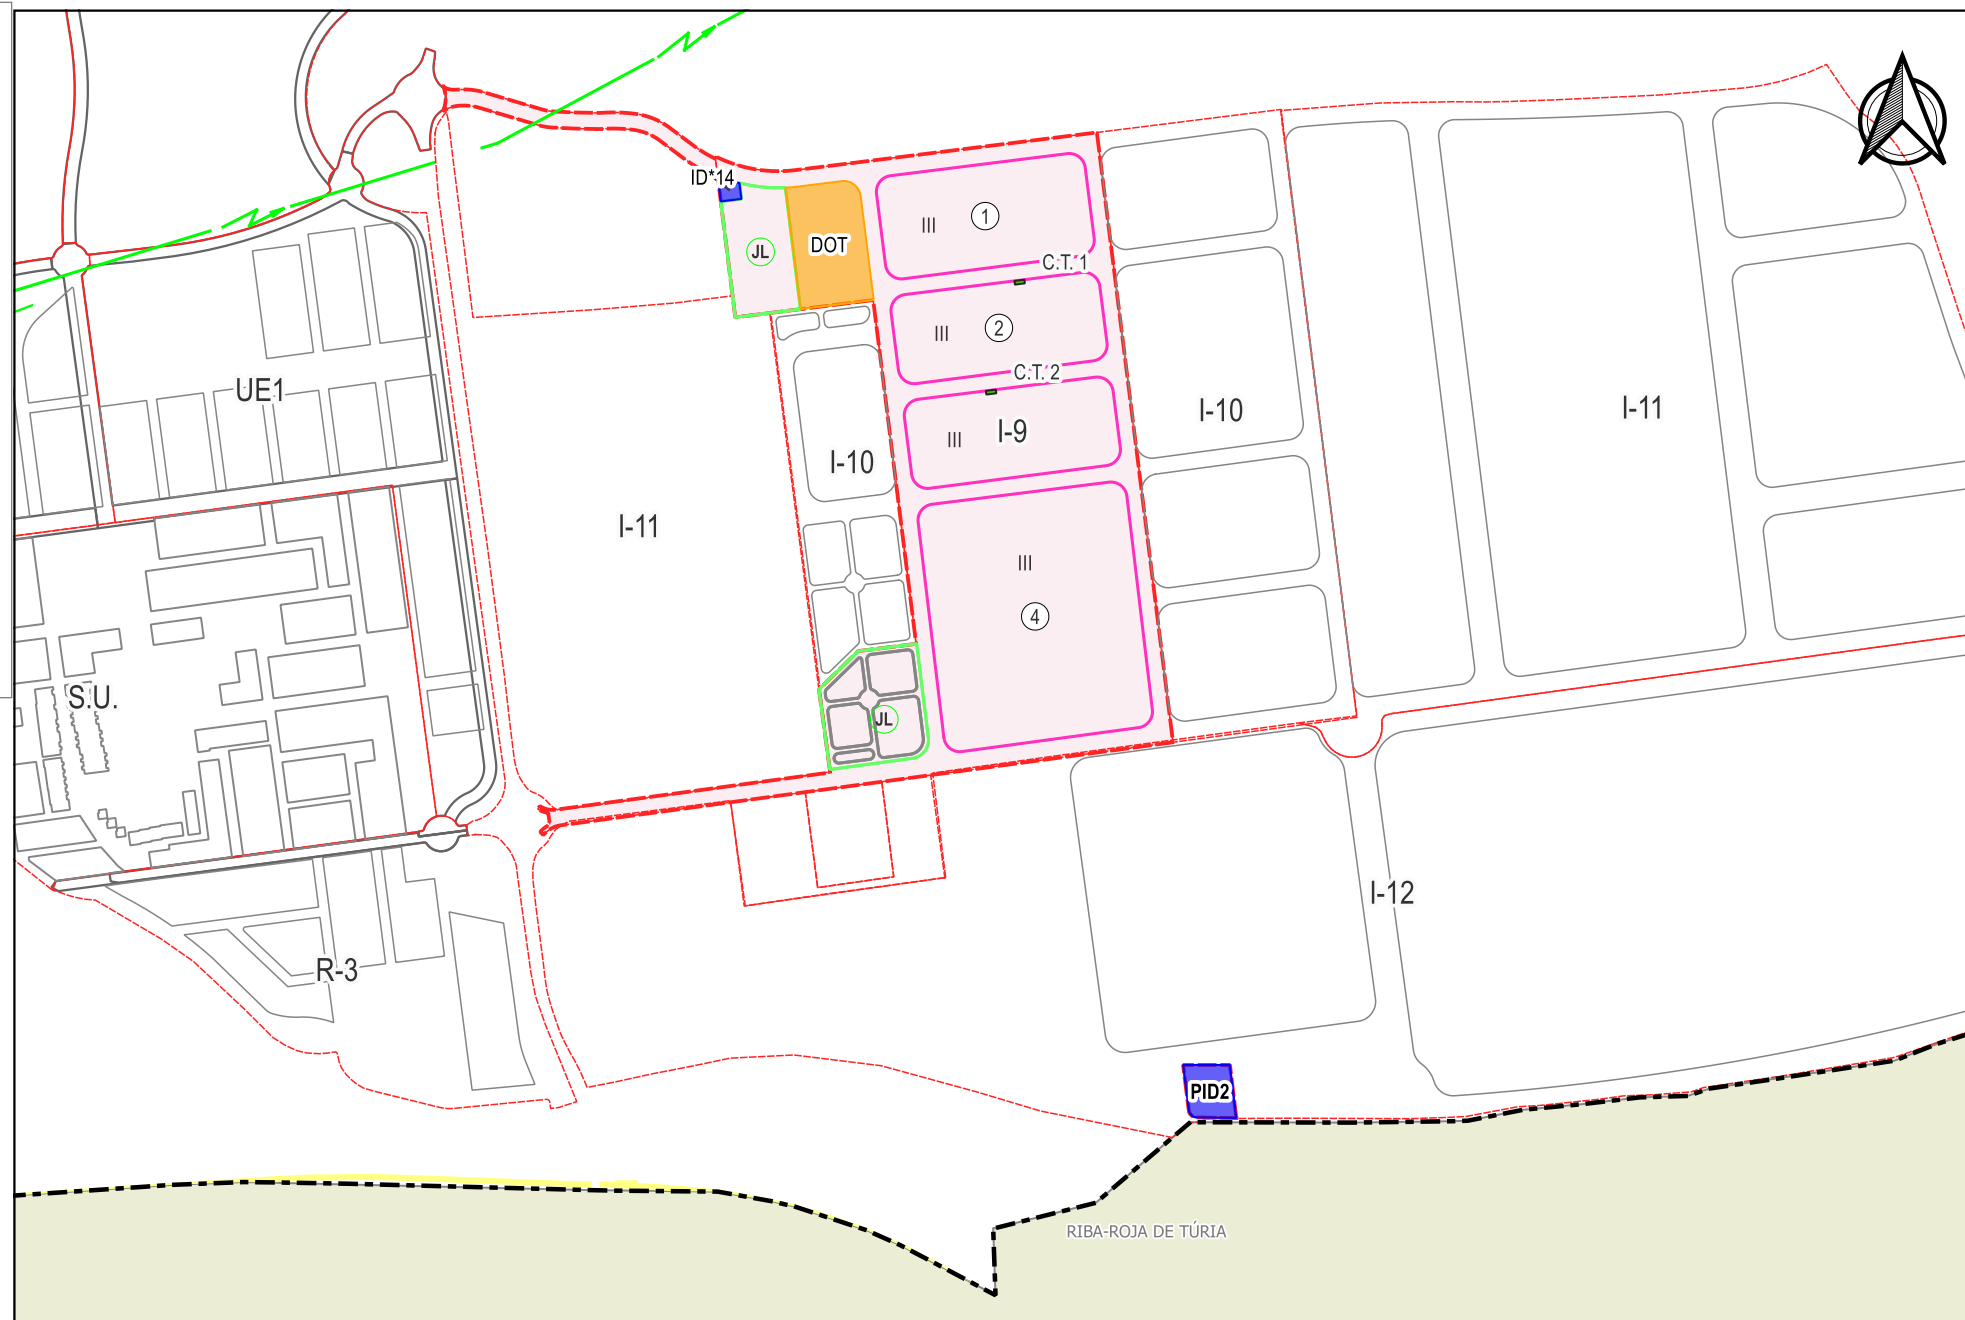 ID*14
III
1
JL
DOT
C.T. 1
III
2
C.T. 2
UE1
III
I-9
I-10
I-10
I-11
I-11
III
4
S.U.
JL
I-12
R-3
PID2
RIBA-ROJA DE TÚRIA